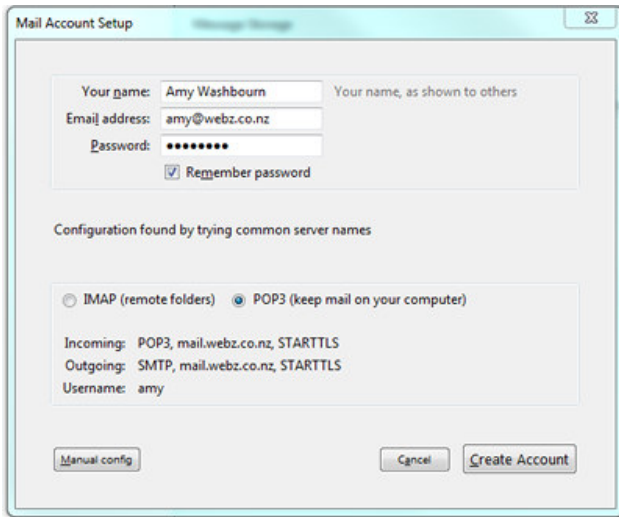 Mail Account Setup
Message Storage
Your name: Amy Washbourn Your name, as shown to others
Email address: amy@webz.co.nz
Password: ••••••••
Remember password
Configuration found by trying common server names
IMAP (remote folders) POP3 (keep mail on your computer)
Incoming: POP3, mail.webz.co.nz, STARTTLS
Outgoing: SMTP, mail.webz.co.nz, STARTTLS
Username: amy
Manual config Cancel Create Account